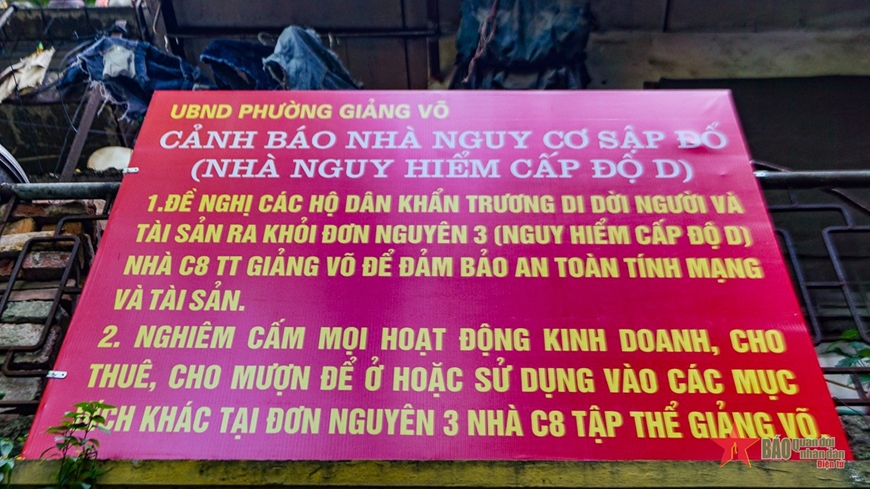 UBND PHƯỜNG GIẢNG VÕ
CẢNH BÁO NHÀ NGUY CƠ SẬP ĐỔ
(NHÀ NGUY HIỂM CẤP ĐỘ D)
1.ĐỀ NGHỊ CÁC HỘ DÂN KHẨN TRƯƠNG DI DỜI NGƯỜI VÀ
TÀI SẢN RA KHỎI ĐƠN NGUYÊN 3 (NGUY HIỂM CẤP ĐỘ D)
NHÀ C8 TT GIẢNG VÕ ĐỂ ĐẢM BẢO AN TOÀN TÍNH MẠNG
VÀ TÀI SẢN.
2. NGHIÊM CẤM MỌI HOẠT ĐỘNG KINH DOANH, CHO
THUÊ, CHO MƯỢN ĐỂ Ở HOẶC SỬ DỤNG VÀO CÁC MỤC
ĐÍCH KHÁC TẠI ĐƠN NGUYÊN 3 NHÀ C8 TẬP THỂ GIẢNG VÕ.
BÁO quân đội nhân dân Điện tử